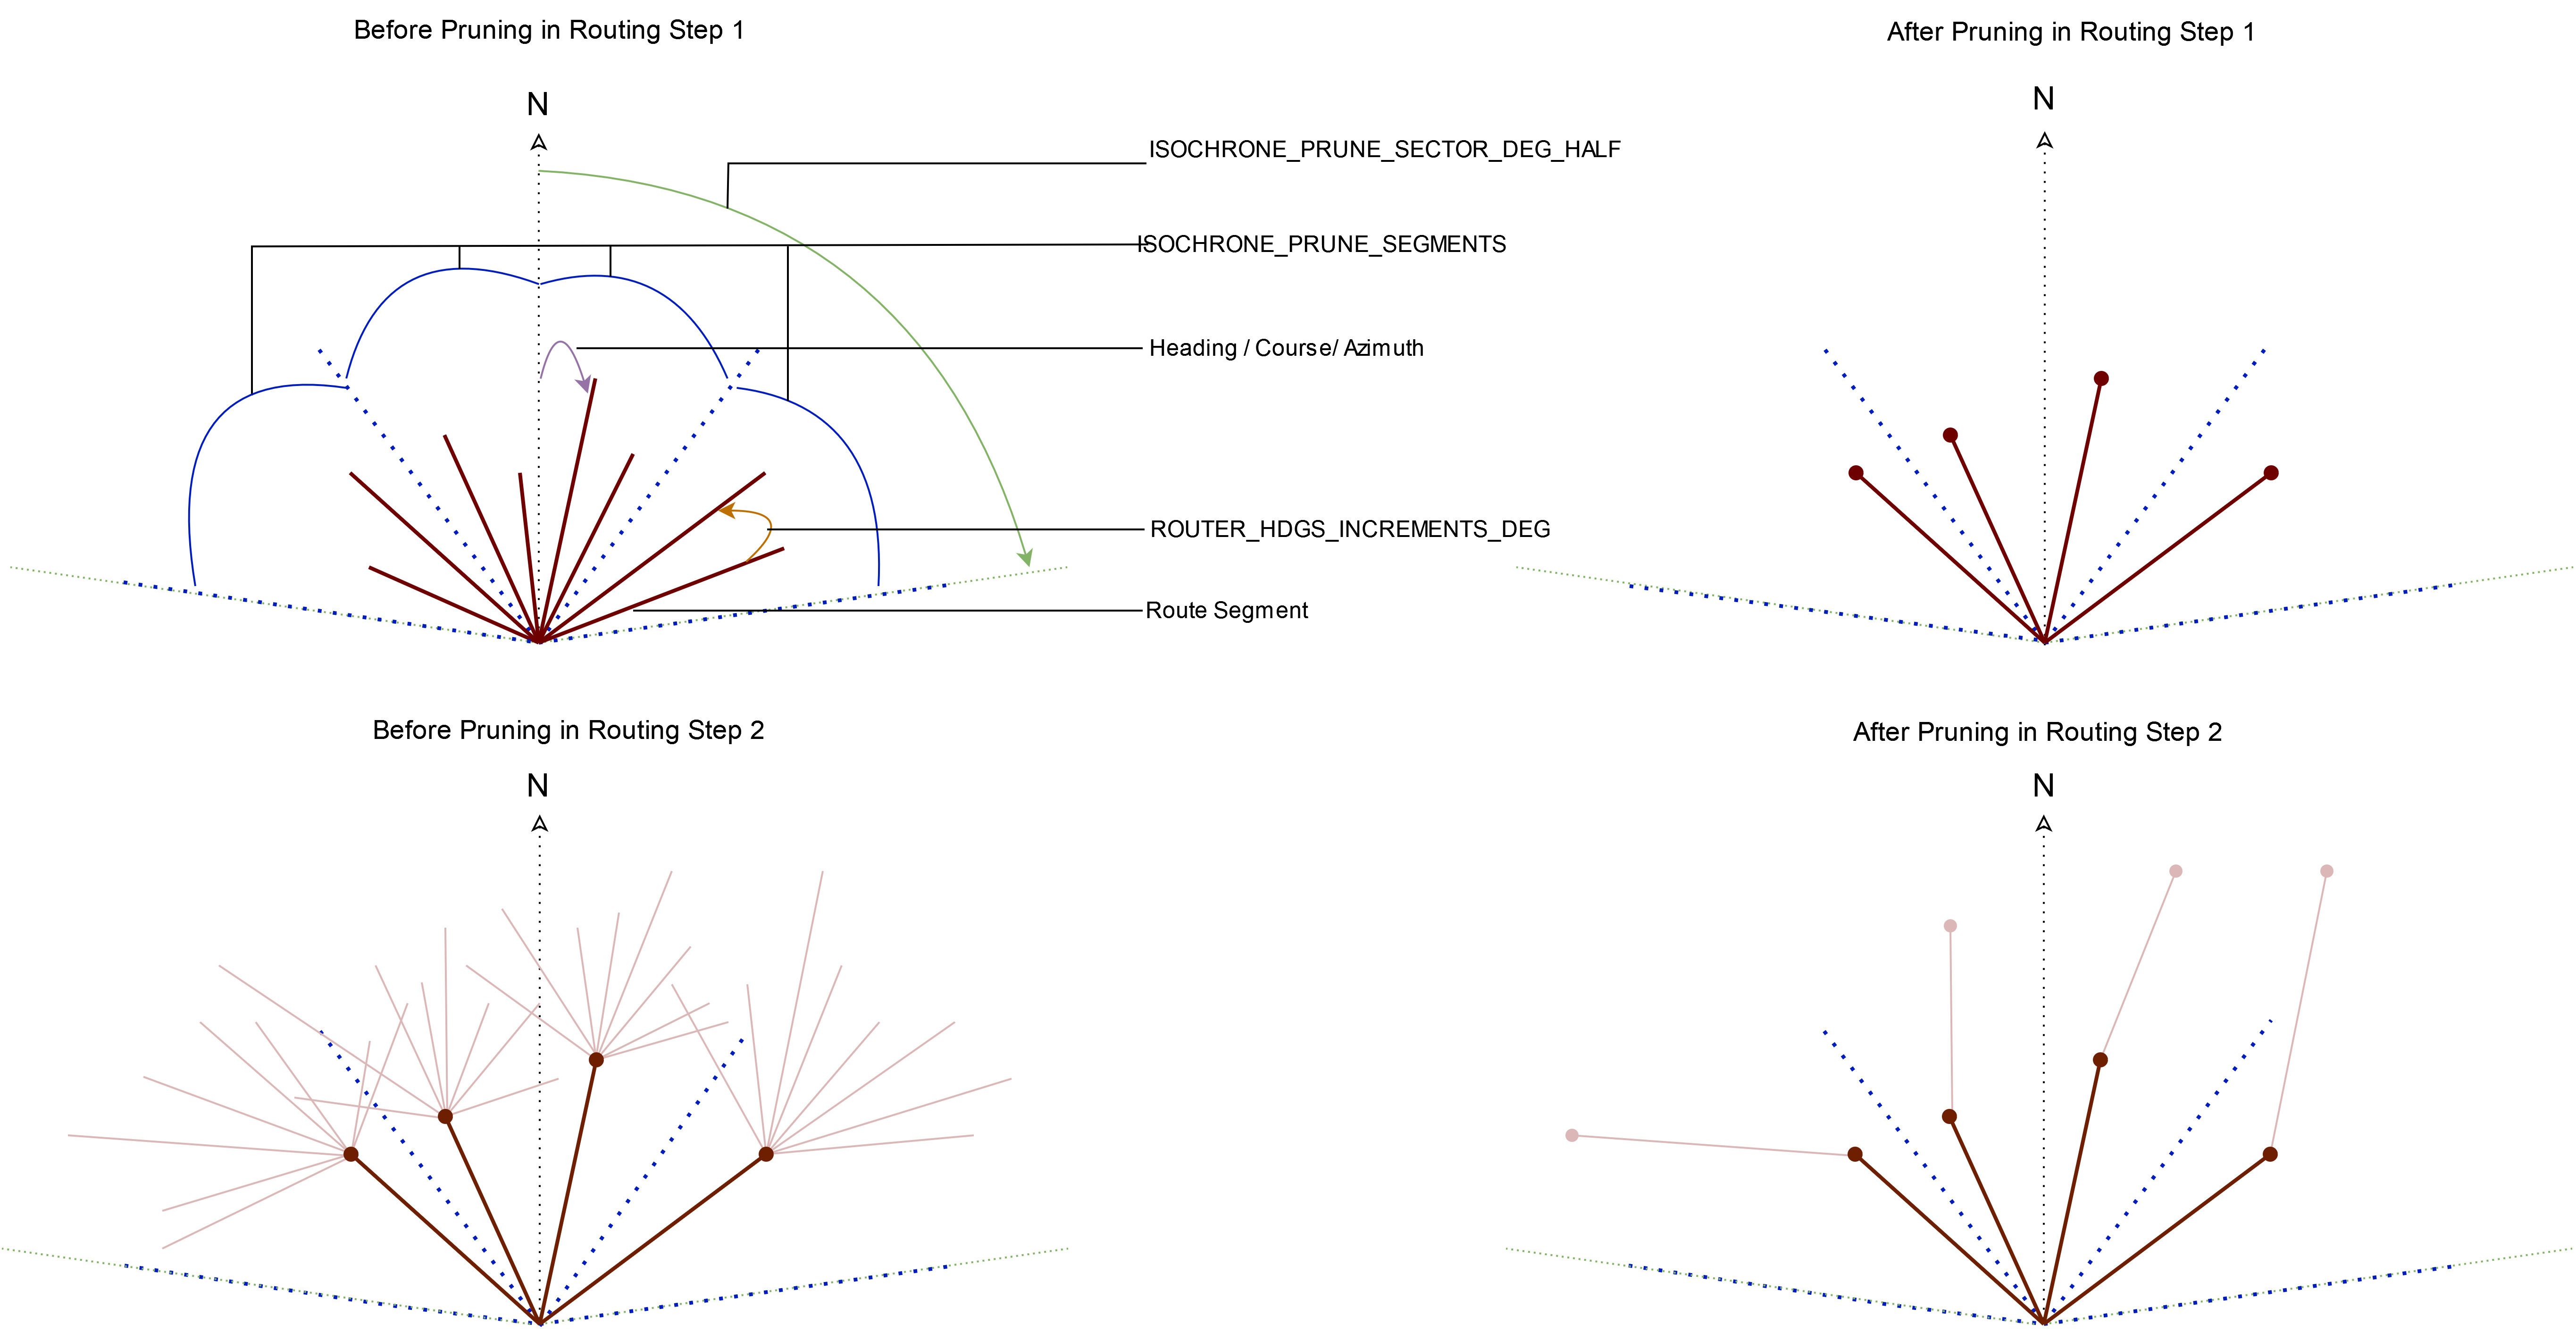 Before Pruning in Routing Step 1
After Pruning in Routing Step 1
N
N
ISOCHRONE_PRUNE_SECTOR_DEG_HALF
ISOCHRONE_PRUNE_SEGMENTS
Heading / Course/ Azimuth
ROUTER_HDGS_INCREMENTS_DEG
Route Segment
Before Pruning in Routing Step 2
After Pruning in Routing Step 2
N
N